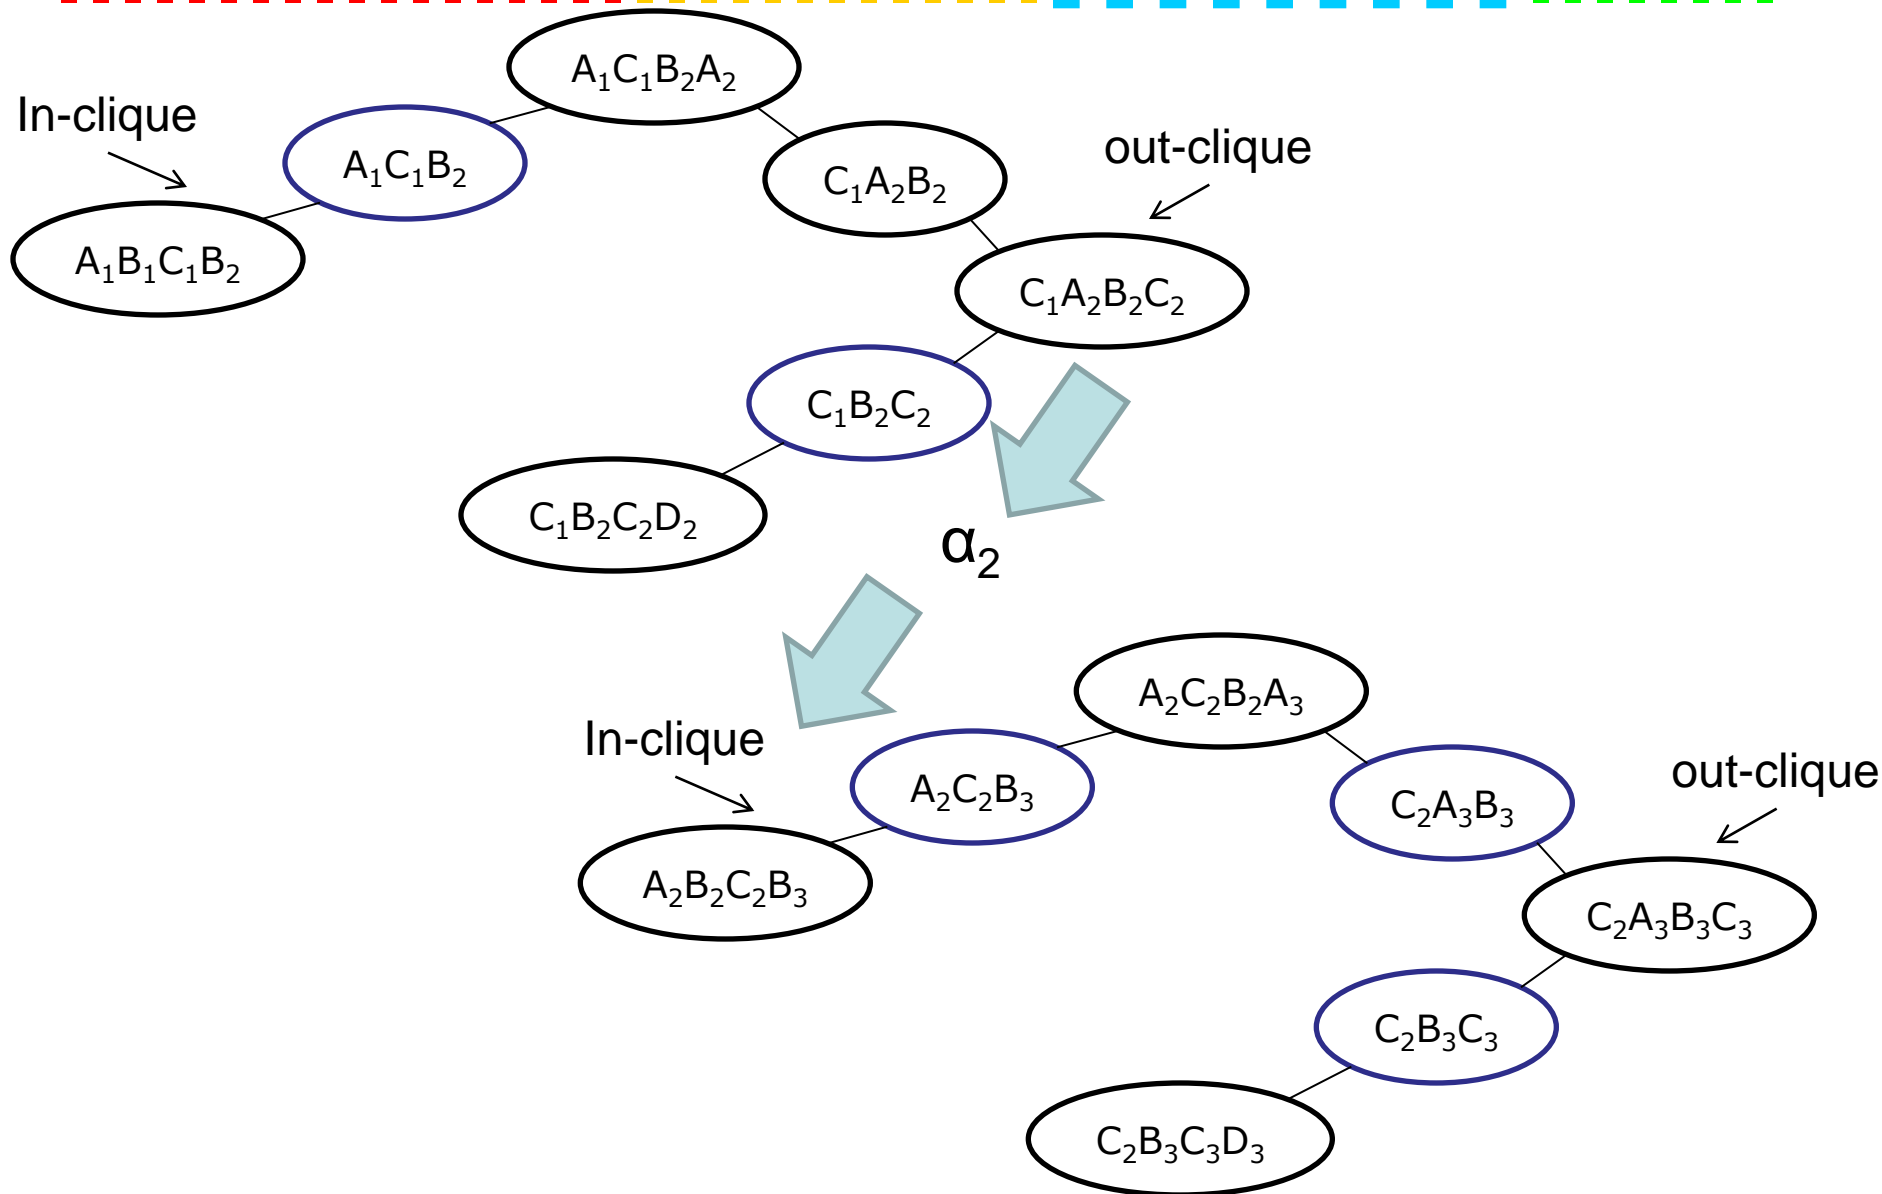 A₁C₁B₂A₂
In-clique
A₁C₁B₂
C₁A₂B₂
out-clique
A₁B₁C₁B₂
C₁A₂B₂C₂
C₁B₂C₂
C₁B₂C₂D₂
α₂
A₂C₂B₂A₃
In-clique
A₂C₂B₃
C₂A₃B₃
out-clique
A₂B₂C₂B₃
C₂A₃B₃C₃
C₂B₃C₃
C₂B₃C₃D₃